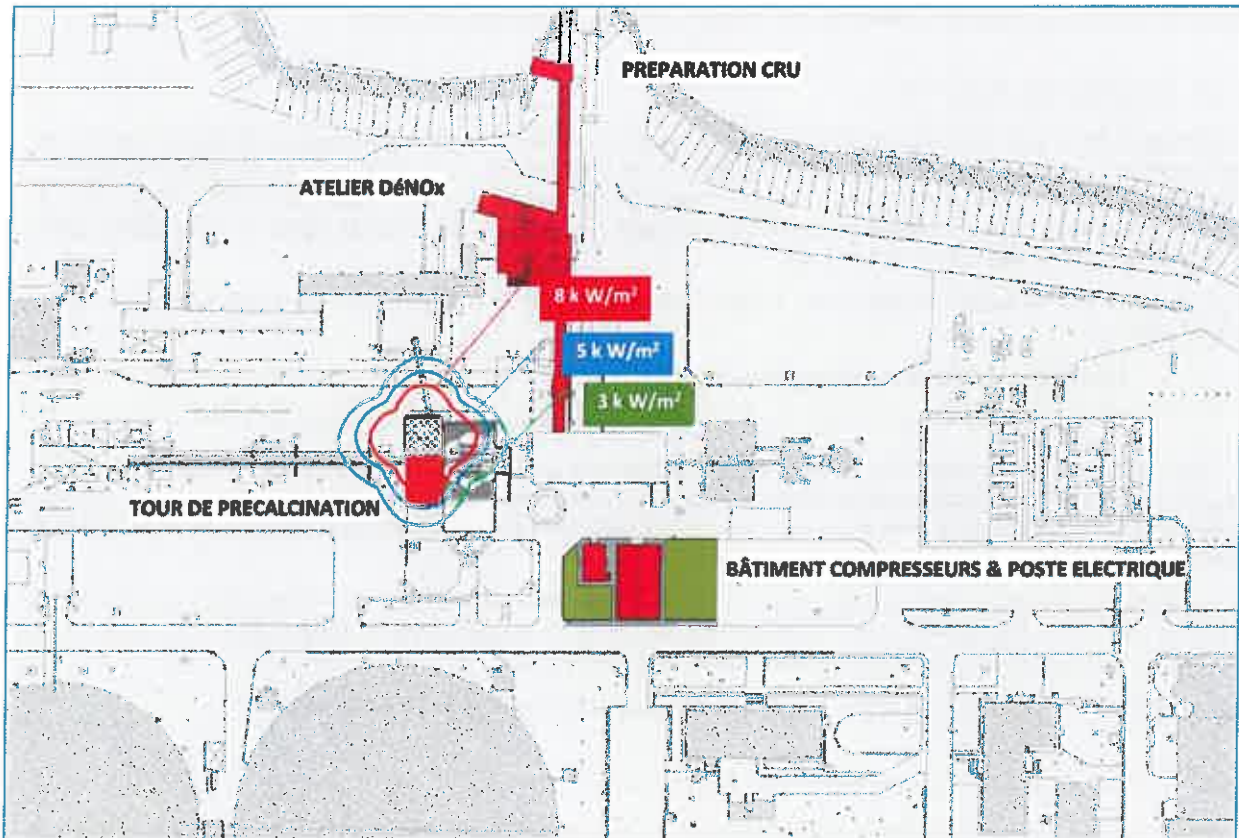 PREPARATION CRU
ATELIER DéNOx
8 k W/m²
5 k W/m²
3 k W/m²
TOUR DE PRECALCINATION
BÂTIMENT COMPRESSEURS & POSTE ELECTRIQUE